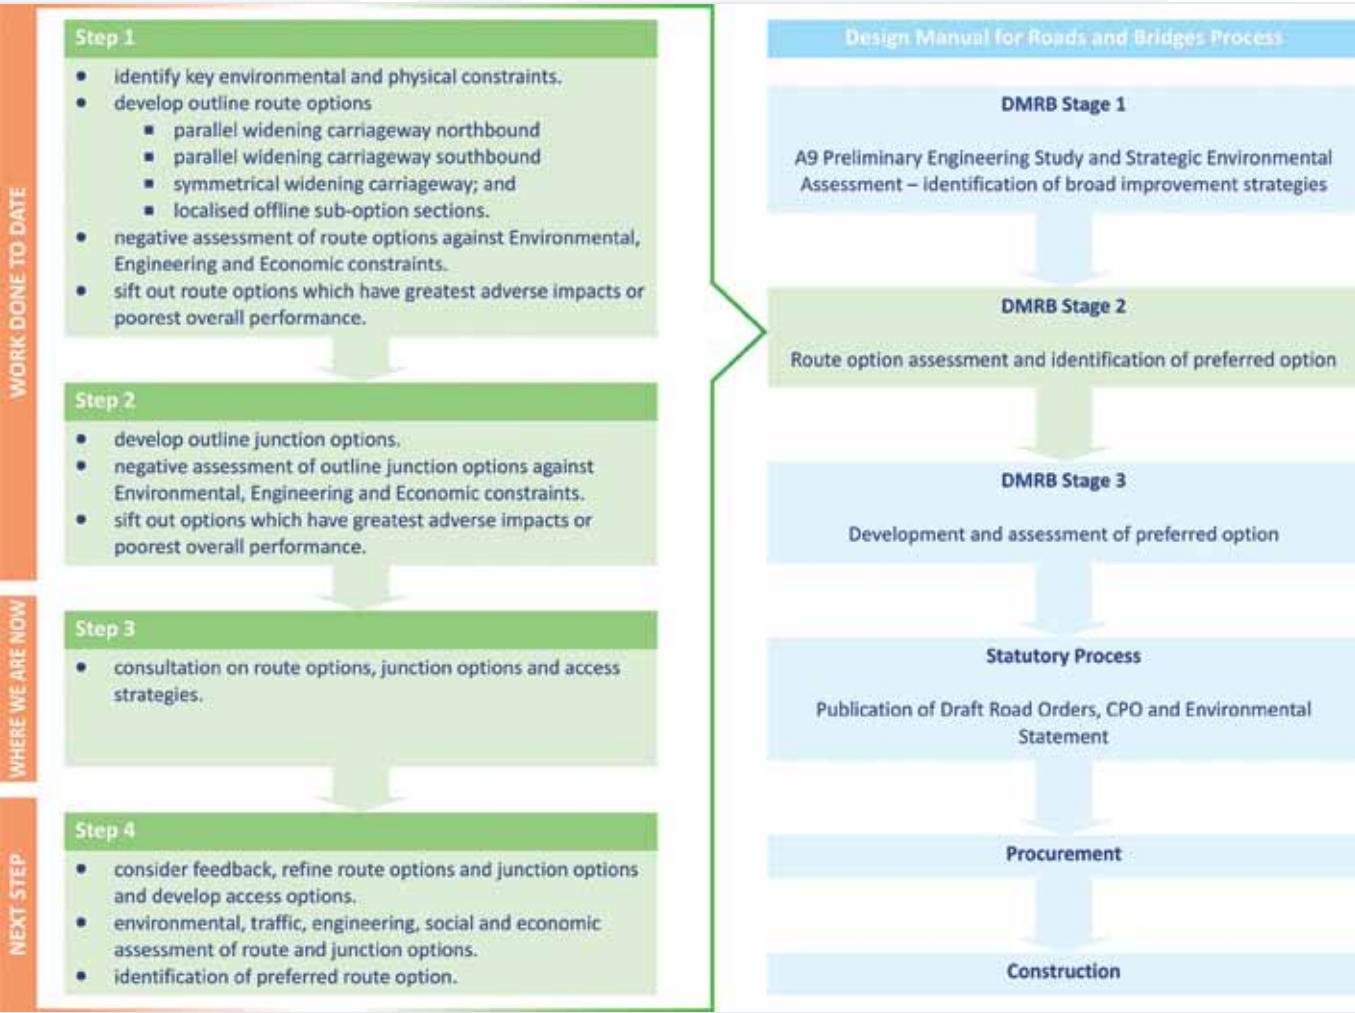 WORK DONE TO DATE
Step 1
• identify key environmental and physical constraints.
• develop outline route options
▪ parallel widening carriageway northbound
▪ parallel widening carriageway southbound
▪ symmetrical widening carriageway; and
▪ localised offline sub-option sections.
• negative assessment of route options against Environmental,
Engineering and Economic constraints.
• sift out route options which have greatest adverse impacts or
poorest overall performance.
Step 2
• develop outline junction options.
• negative assessment of outline junction options against
Environmental, Engineering and Economic constraints.
• sift out options which have greatest adverse impacts or
poorest overall performance.
WHERE WE ARE NOW
Step 3
• consultation on route options, junction options and access
strategies.
NEXT STEP
Step 4
• consider feedback, refine route options and junction options
and develop access options.
• environmental, traffic, engineering, social and economic
assessment of route and junction options.
• identification of preferred route option.
Design Manual for Roads and Bridges Process
DMRB Stage 1
A9 Preliminary Engineering Study and Strategic Environmental
Assessment – identification of broad improvement strategies
DMRB Stage 2
Route option assessment and identification of preferred option
DMRB Stage 3
Development and assessment of preferred option
Statutory Process
Publication of Draft Road Orders, CPO and Environmental
Statement
Procurement
Construction